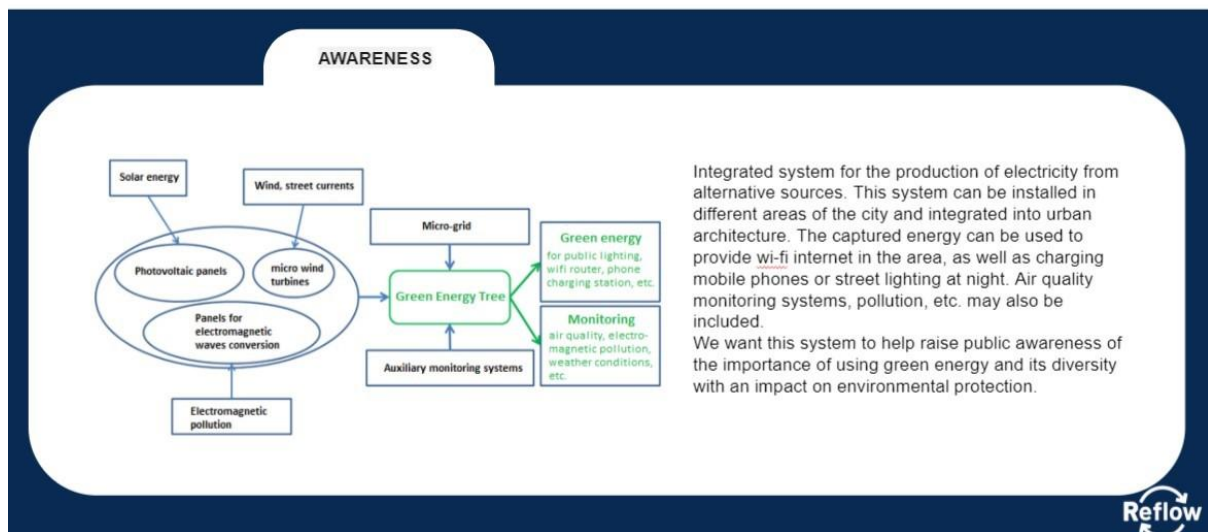 AWARENESS
Solar energy
Wind, street currents
Photovoltaic panels
micro wind
turbines
Panels for
electromagnetic
waves conversion
Electromagnetic
pollution
Micro-grid
Green Energy Tree
Auxiliary monitoring systems
Green energy
for public lighting,
wifi router, phone
charging station, etc.
Monitoring
air quality, electro-
magnetic pollution,
weather conditions,
etc.
Integrated system for the production of electricity from
alternative sources. This system can be installed in
different areas of the city and integrated into urban
architecture. The captured energy can be used to
provide wi-fi internet in the area, as well as charging
mobile phones or street lighting at night. Air quality
monitoring systems, pollution, etc. may also be
included.
We want this system to help raise public awareness of
the importance of using green energy and its diversity
with an impact on environmental protection.
Reflow